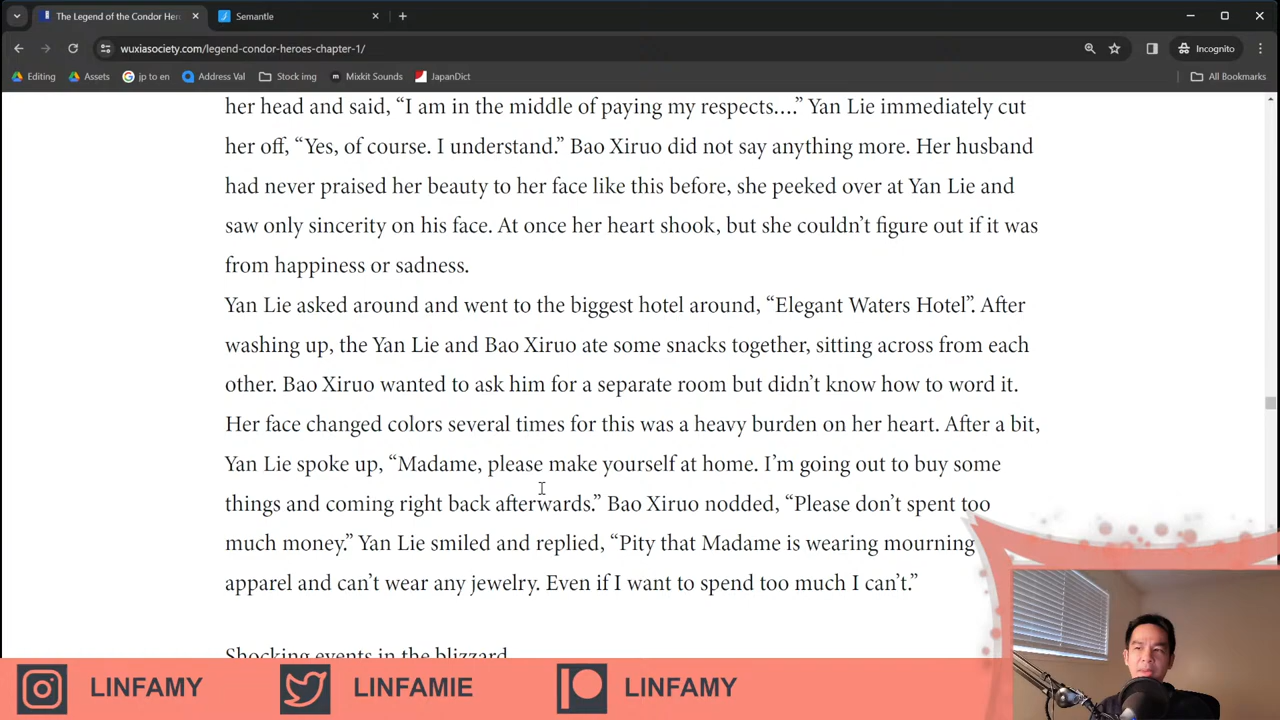 The Legend of the Condor Her
Semantle
wuxiasociety.com/legend-condor-heroes-chapter-1/
Incognito
Editing
Assets
jp to en
Address Val
Stock img
Mixkit Sounds
JapanDict
All Bookmarks
her head and said, “I am in the middle of paying my respects….” Yan Lie immediately cut
her off, “Yes, of course. I understand.” Bao Xiruo did not say anything more. Her husband
had never praised her beauty to her face like this before, she peeked over at Yan Lie and
saw only sincerity on his face. At once her heart shook, but she couldn’t figure out if it was
from happiness or sadness.
Yan Lie asked around and went to the biggest hotel around, “Elegant Waters Hotel”. After
washing up, the Yan Lie and Bao Xiruo ate some snacks together, sitting across from each
other. Bao Xiruo wanted to ask him for a separate room but didn’t know how to word it.
Her face changed colors several times for this was a heavy burden on her heart. After a bit,
Yan Lie spoke up, “Madame, please make yourself at home. I’m going out to buy some
things and coming right back afterwards.” Bao Xiruo nodded, “Please don’t spent too
much money.” Yan Lie smiled and replied, “Pity that Madame is wearing mourning
apparel and can’t wear any jewelry. Even if I want to spend too much I can’t.”
Shocking events in the blizzard
LINFAMY
LINFAMIE
LINFAMY